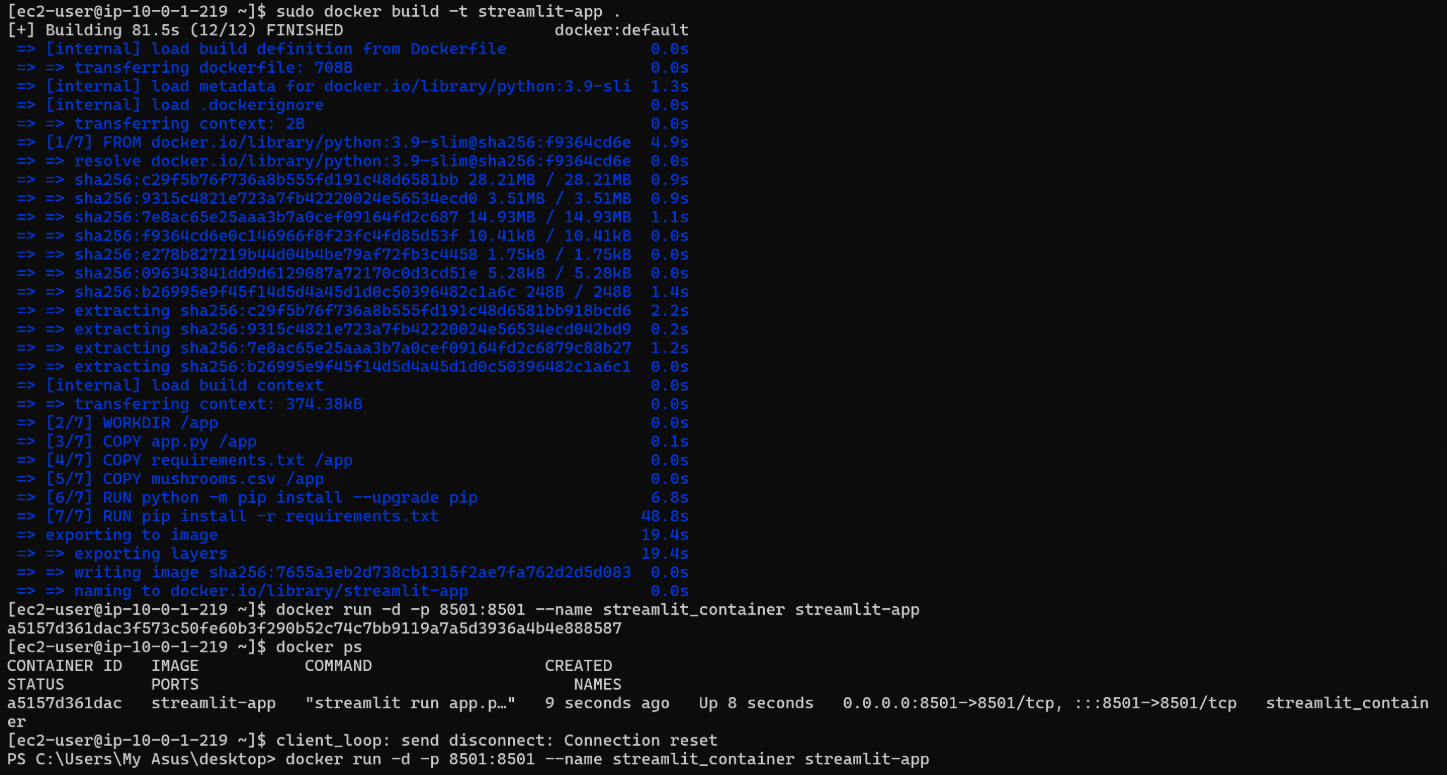 [ec2-user@ip-10-0-1-219 ~]$ sudo docker build -t streamlit-app .
[+] Building 81.5s (12/12) FINISHED docker:default
=> [internal] load build definition from Dockerfile 0.0s
=> => transferring dockerfile: 708B 0.0s
=> [internal] load metadata for docker.io/library/python:3.9-sli 1.3s
=> [internal] load .dockerignore 0.0s
=> => transferring context: 2B 0.0s
=> [1/7] FROM docker.io/library/python:3.9-slim@sha256:f9364cd6e 4.9s
=> => resolve docker.io/library/python:3.9-slim@sha256:f9364cd6e 0.0s
=> => sha256:c29f5b76f736a8b555fd191c48d6581bb 28.21MB / 28.21MB 0.9s
=> => sha256:9315c4821e723a7fb42220024e56534ecd0 3.51MB / 3.51MB 0.9s
=> => sha256:7e8ac65e25aaa3b7a0cef09164fd2c687 14.93MB / 14.93MB 1.1s
=> => sha256:f9364cd6e0c146966f8f23fc4fd85d53f 10.41kB / 10.41kB 0.0s
=> => sha256:e278b827219b44d04b4be79af72fb3c4458 1.75kB / 1.75kB 0.0s
=> => sha256:096343841dd9d6129087a72170c0d3cd51e 5.28kB / 5.28kB 0.0s
=> => sha256:b26995e9f45f14d5d4a45d1d0c50396482c1a6c 248B / 248B 1.4s
=> => extracting sha256:c29f5b76f736a8b555fd191c48d6581bb918bcd6 2.2s
=> => extracting sha256:9315c4821e723a7fb42220024e56534ecd042bd9 0.2s
=> => extracting sha256:7e8ac65e25aaa3b7a0cef09164fd2c6879c88b27 1.2s
=> => extracting sha256:b26995e9f45f14d5d4a45d1d0c50396482c1a6c1 0.0s
=> [internal] load build context 0.0s
=> => transferring context: 374.38kB 0.0s
=> [2/7] WORKDIR /app 0.0s
=> [3/7] COPY app.py /app 0.1s
=> [4/7] COPY requirements.txt /app 0.0s
=> [5/7] COPY mushrooms.csv /app 0.0s
=> [6/7] RUN python -m pip install --upgrade pip 6.8s
=> [7/7] RUN pip install -r requirements.txt 48.8s
=> exporting to image 19.4s
=> => exporting layers 19.4s
=> => writing image sha256:7655a3eb2d738cb1315f2ae7fa762d2d5d083 0.0s
=> => naming to docker.io/library/streamlit-app 0.0s
[ec2-user@ip-10-0-1-219 ~]$ docker run -d -p 8501:8501 --name streamlit_container streamlit-app
a5157d361dac3f573c50fe60b3f290b52c74c7bb9119a7a5d3936a4b4e888587
[ec2-user@ip-10-0-1-219 ~]$ docker ps
CONTAINER ID IMAGE COMMAND CREATED
STATUS PORTS NAMES
a5157d361dac streamlit-app "streamlit run app.p…" 9 seconds ago Up 8 seconds 0.0.0.0:8501->8501/tcp, :::8501->8501/tcp streamlit_contain
er
[ec2-user@ip-10-0-1-219 ~]$ client_loop: send disconnect: Connection reset
PS C:\Users\My Asus\desktop> docker run -d -p 8501:8501 --name streamlit_container streamlit-app